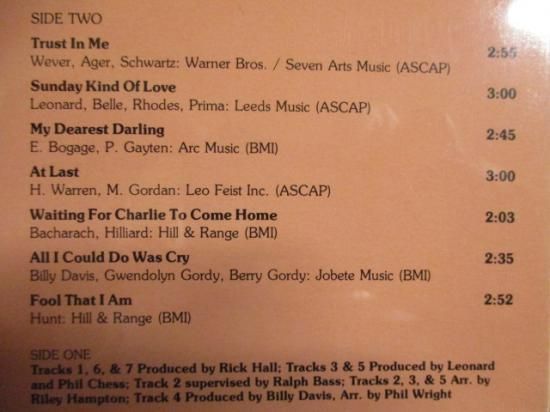 SIDE TWO
Trust In Me 2:55
Wever, Ager, Schwartz: Warner Bros. / Seven Arts Music (ASCAP)
Sunday Kind Of Love 3:00
Leonard, Belle, Rhodes, Prima: Leeds Music (ASCAP)
My Dearest Darling 2:45
E. Bogage, P. Gayten: Arc Music (BMI)
At Last 3:00
H. Warren, M. Gordan: Leo Feist Inc. (ASCAP)
Waiting For Charlie To Come Home 2:03
Bacharach, Hilliard: Hill & Range (BMI)
All I Could Do Was Cry 2:35
Billy Davis, Gwendolyn Gordy, Berry Gordy: Jobete Music (BMI)
Fool That I Am 2:52
Hunt: Hill & Range (BMI)
SIDE ONE
Tracks 1, 6, & 7 Produced by Rick Hall; Tracks 3 & 5 Produced by Leonard
and Phil Chess; Track 2 supervised by Ralph Bass; Tracks 2, 3, & 5 Arr. by
Riley Hampton; Track 4 Produced by Billy Davis, Arr. by Phil Wright